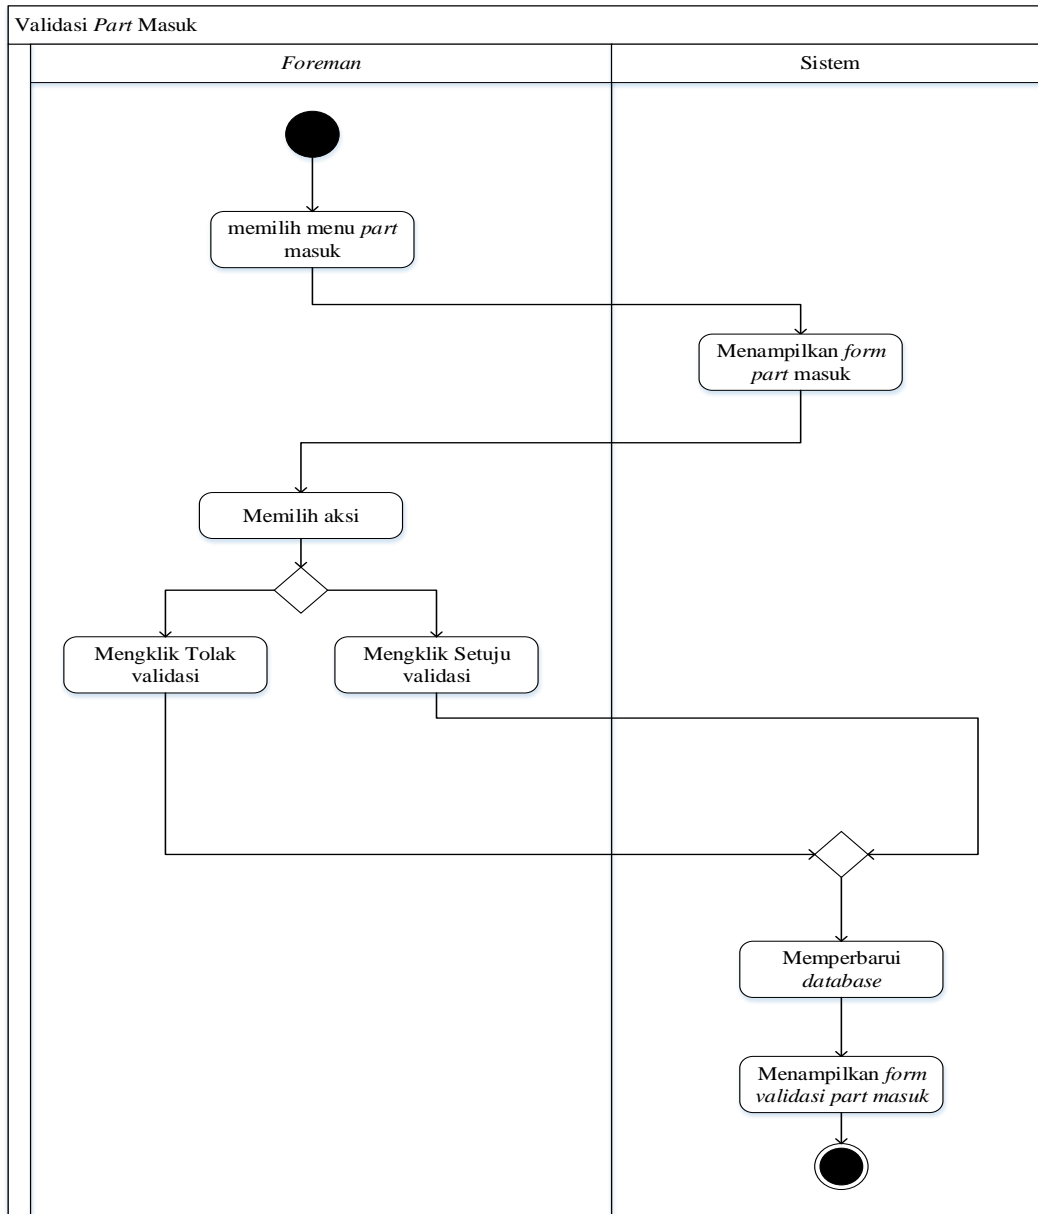 Validasi Part Masuk
Foreman
Sistem
memilih menu part
masuk
Menampilkan form
part masuk
Memilih aksi
Mengklik Tolak
validasi
Mengklik Setuju
validasi
Memperbarui
database
Menampilkan form
validasi part masuk